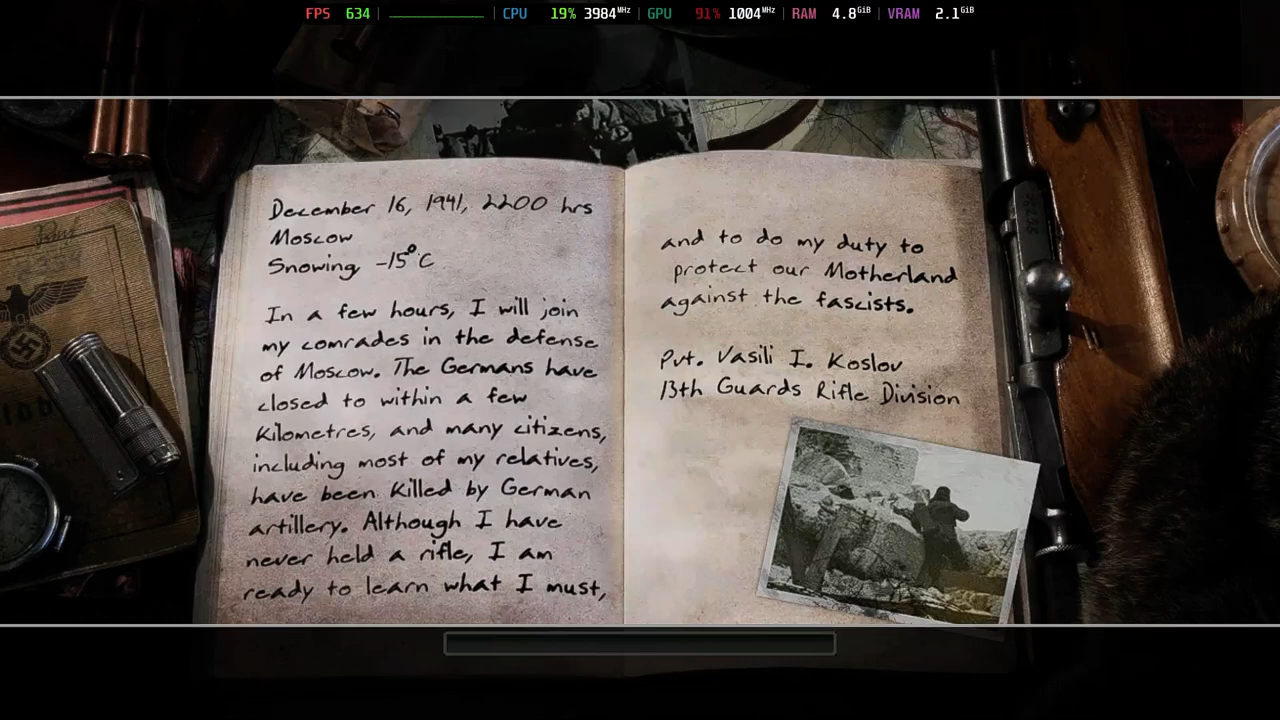 FPS 634 CPU 19% 3984MHz GPU 91% 1004MHz RAM 4.8GiB VRAM 2.1GiB
December 16, 1941, 2200 hrs
Moscow
Snowing -15°C
In a few hours, I will join
my comrades in the defense
of Moscow. The Germans have
closed to within a few
kilometres, and many citizens,
including most of my relatives,
have been killed by German
artillery. Although I have
never held a rifle, I am
ready to learn what I must,
and to do my duty to
protect our Motherland
against the fascists.
Pvt. Vasili I. Koslov
13th Guards Rifle Division